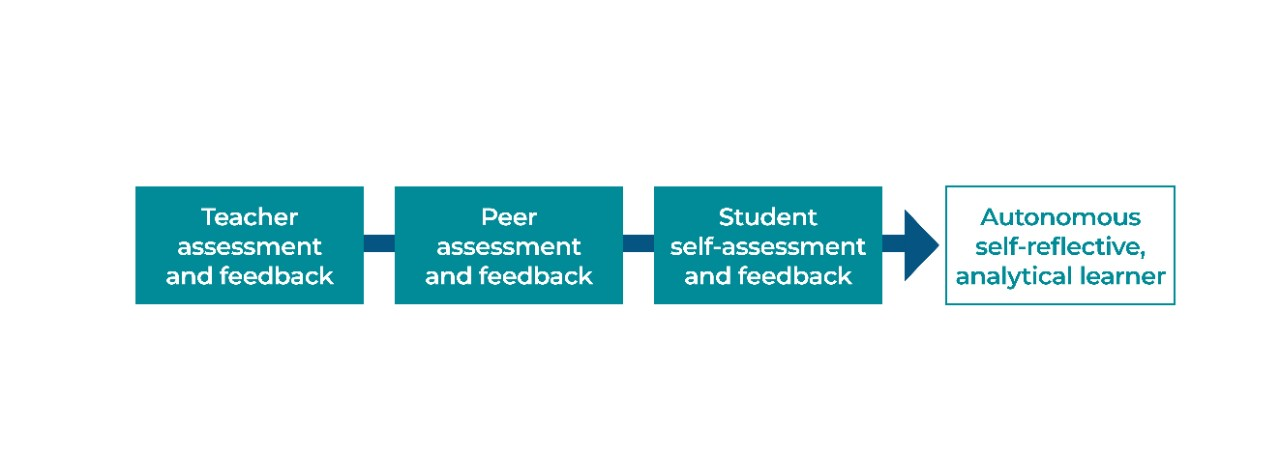 Teacher
assessment
and feedback
Peer
assessment
and feedback
Student
self-assessment
and feedback
Autonomous
self-reflective,
analytical learner